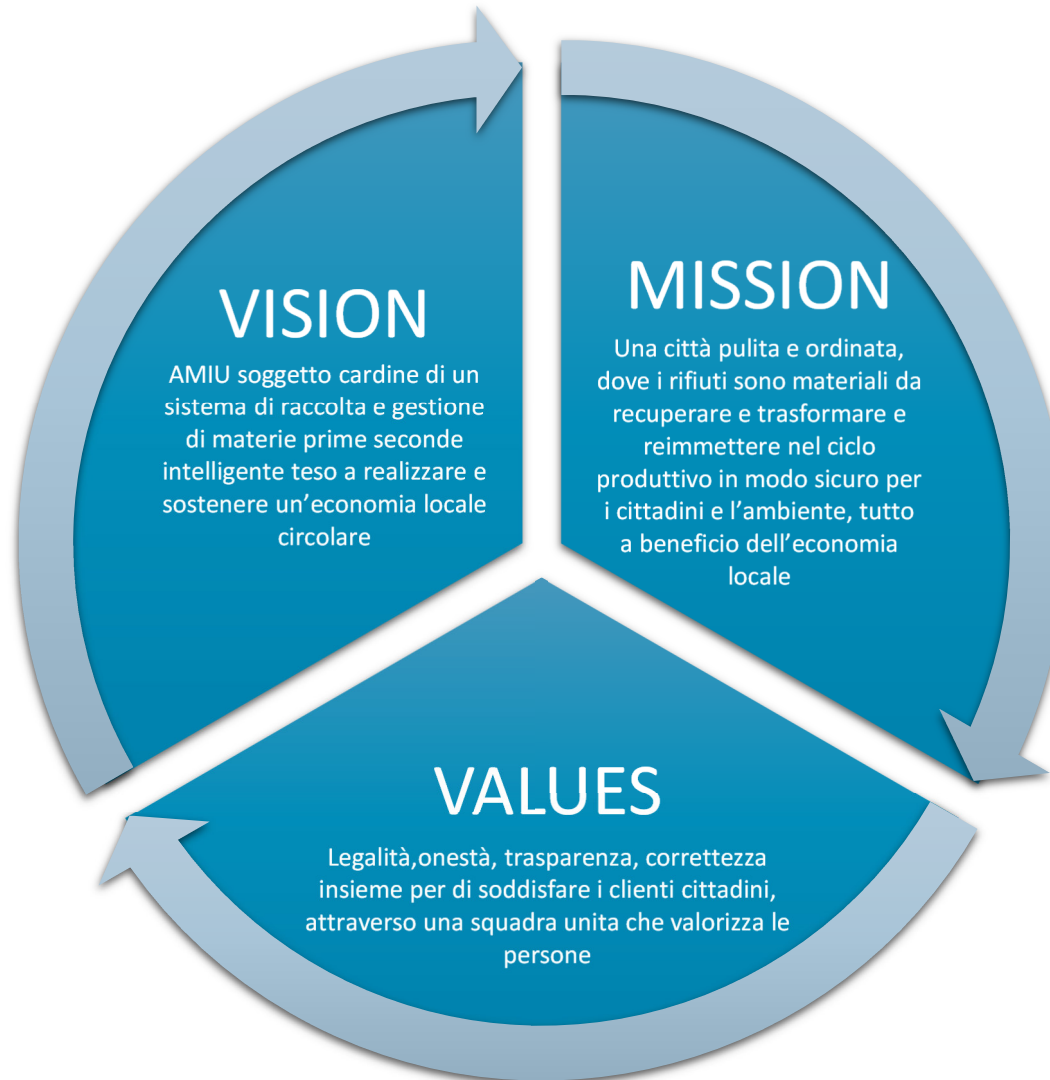 VISION
AMIU soggetto cardine di un
sistema di raccolta e gestione
di materie prime seconde
intelligente teso a realizzare e
sostenere un’economia locale
circolare
MISSION
Una città pulita e ordinata,
dove i rifiuti sono materiali da
recuperare e trasformare e
reimmettere nel ciclo
produttivo in modo sicuro per
i cittadini e l’ambiente, tutto
a beneficio dell’economia
locale
VALUES
Legalità,onestà, trasparenza, correttezza
insieme per di soddisfare i clienti cittadini,
attraverso una squadra unita che valorizza le
persone